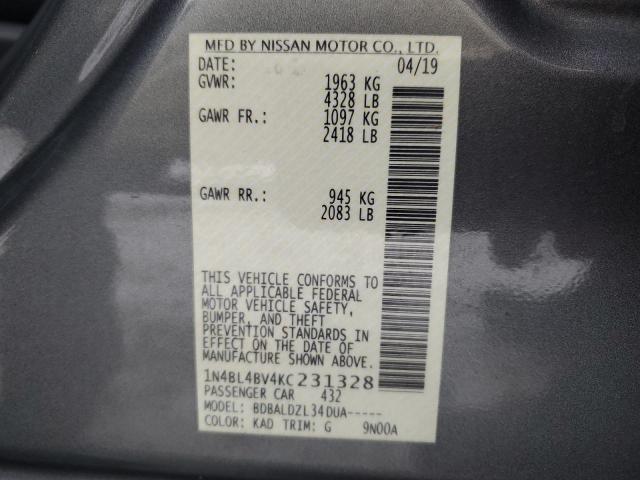 MFD BY NISSAN MOTOR CO., LTD.
DATE: 04/19
GVWR: 1963 KG
4328 LB
GAWR FR.: 1097 KG
2418 LB
GAWR RR.: 945 KG
2083 LB
THIS VEHICLE CONFORMS TO
ALL APPLICABLE FEDERAL
MOTOR VEHICLE SAFETY,
BUMPER, AND THEFT
PREVENTION STANDARDS IN
EFFECT ON THE DATE OF
MANUFACTURE SHOWN ABOVE.
1N4BL4BV4KC231328
PASSENGER CAR 432
MODEL: BDBALDZL34DUA-----
COLOR: KAD TRIM: G 9N00A